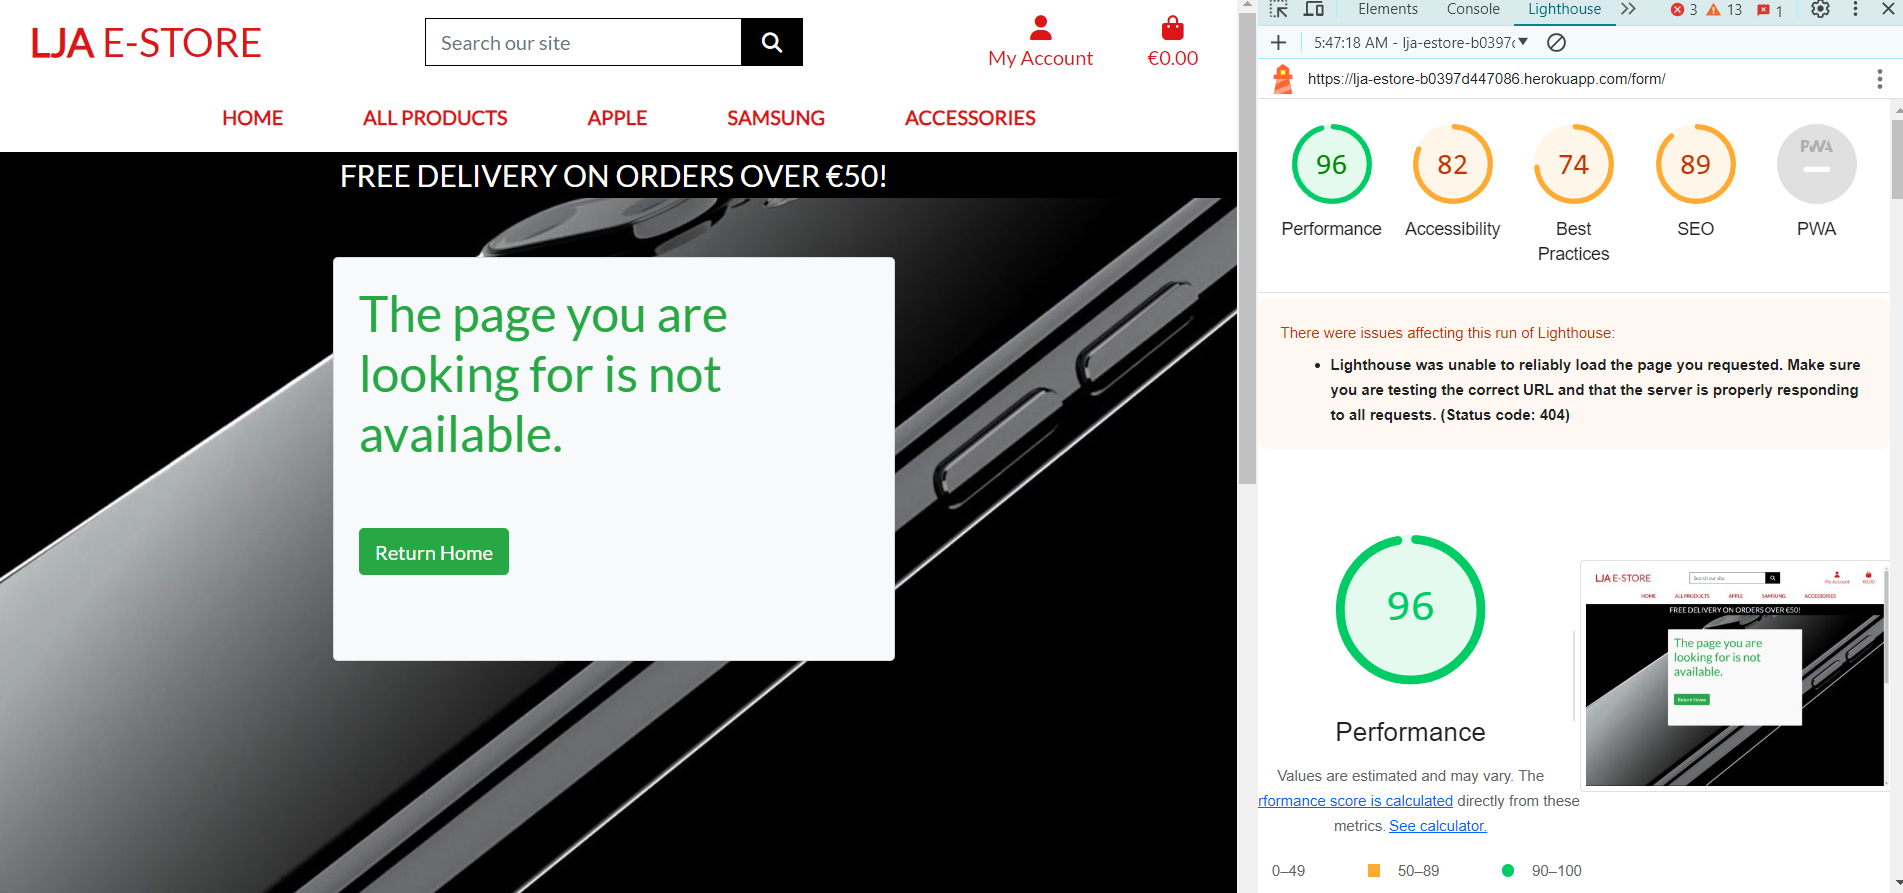 LJA E-STORE
Search our site
My Account
€0.00
HOME ALL PRODUCTS APPLE SAMSUNG ACCESSORIES
FREE DELIVERY ON ORDERS OVER €50!
The page you are
looking for is not
available.
Return Home
Elements Console Lighthouse 3 13 1
5:47:18 AM - lja-estore-b0397
https://lja-estore-b0397d447086.herokuapp.com/form/
96 82 74 89 PWA
Performance Accessibility Best Practices SEO PWA
There were issues affecting this run of Lighthouse:
Lighthouse was unable to reliably load the page you requested. Make sure
you are testing the correct URL and that the server is properly responding
to all requests. (Status code: 404)
96
Performance
Values are estimated and may vary. The
rformance score is calculated directly from these
metrics. See calculator.
0–49 50–89 90–100
LJA E-STORE
Search our site
My Account
€0.00
HOME ALL PRODUCTS APPLE SAMSUNG ACCESSORIES
FREE DELIVERY ON ORDERS OVER €50!
The page you are
looking for is not
available.
Return Home